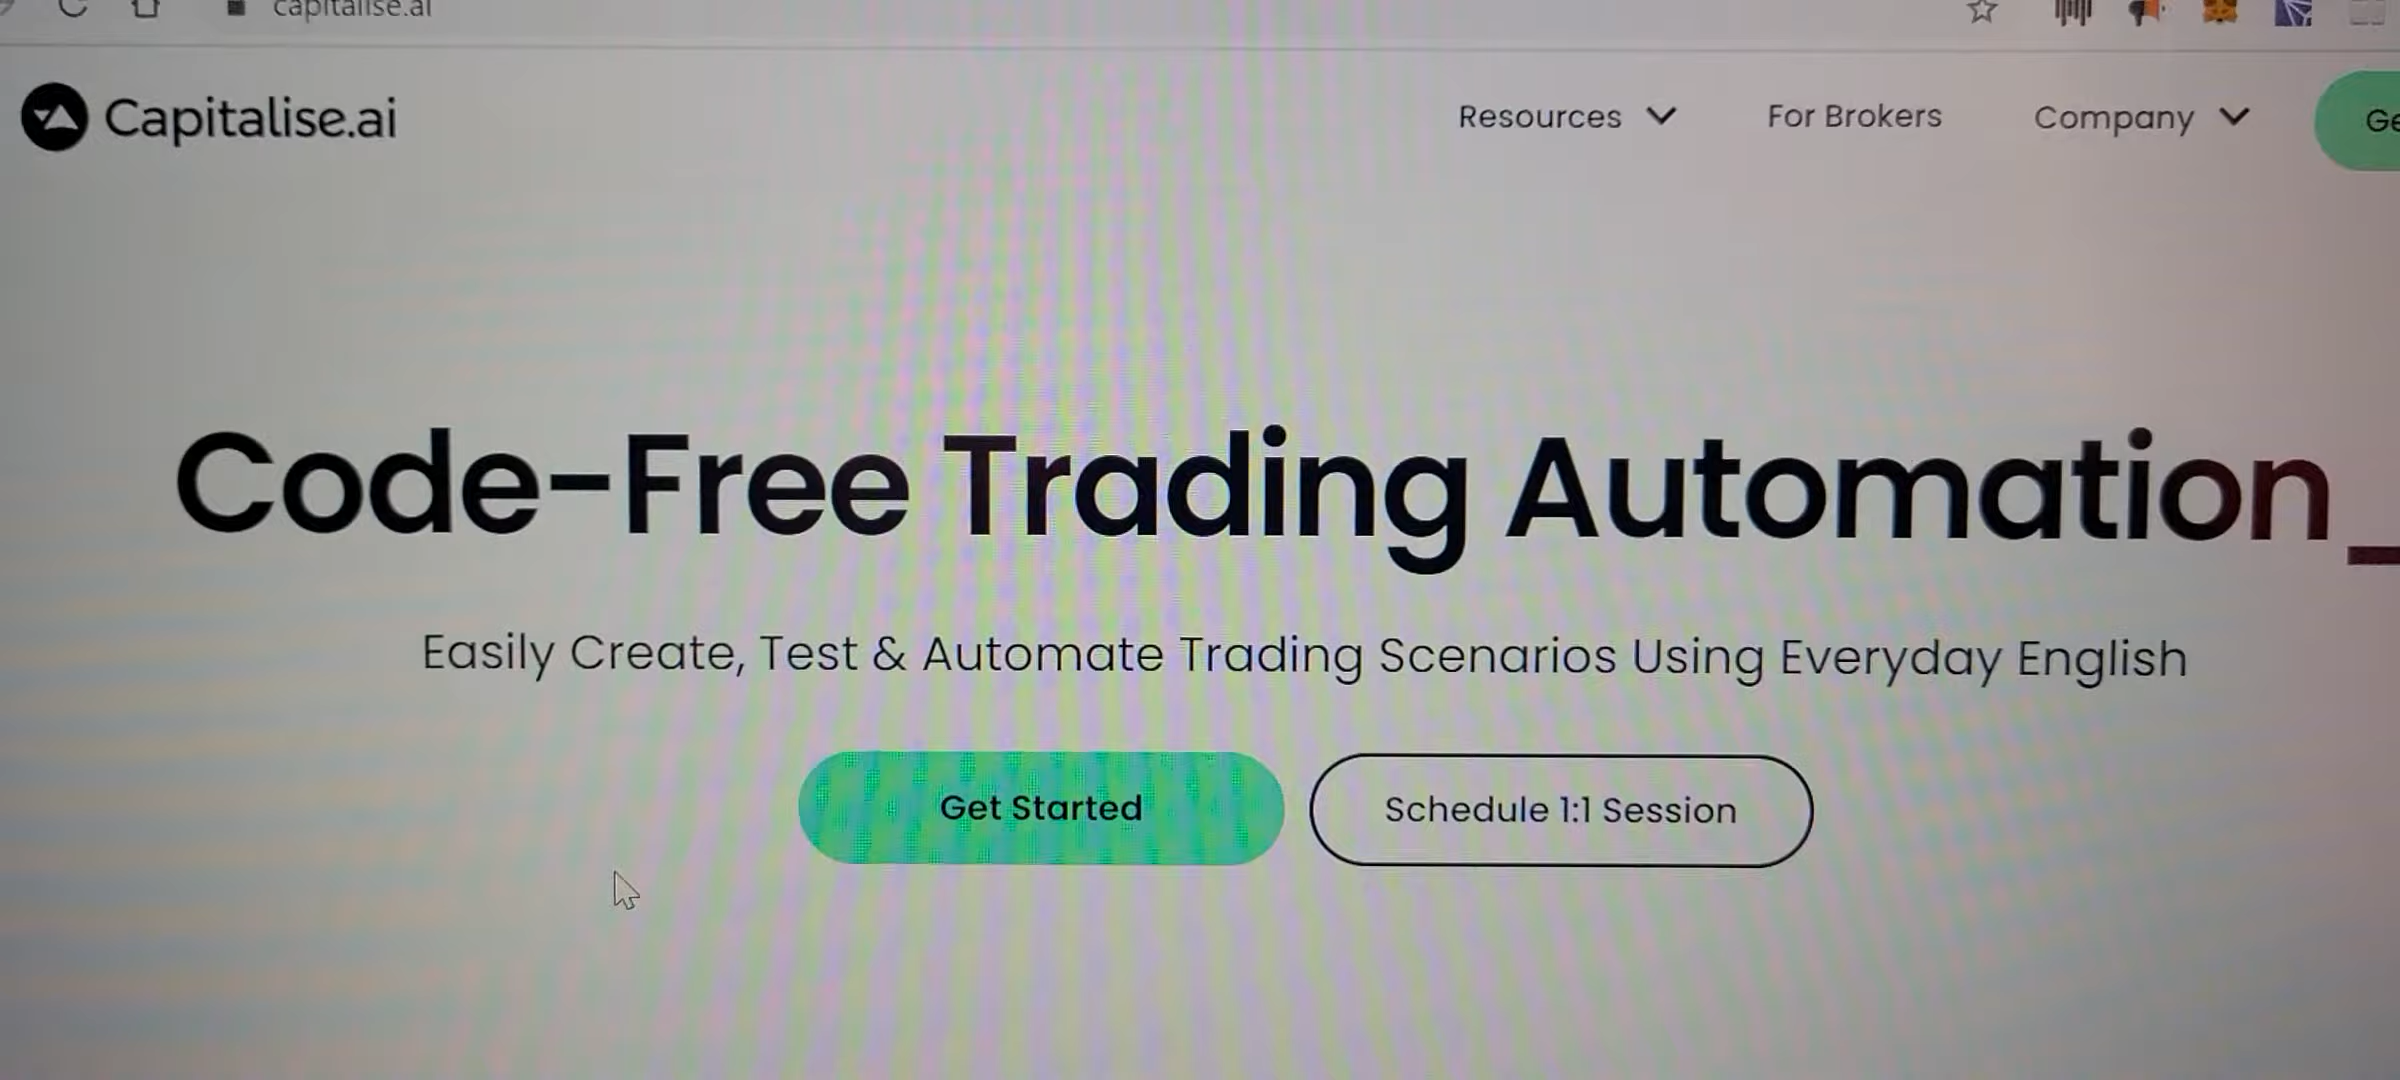 capitalise.ai
Capitalise.ai
Resources
For Brokers
Company
Code-Free Trading Automation_
Easily Create, Test & Automate Trading Scenarios Using Everyday English
Get Started
Schedule 1:1 Session